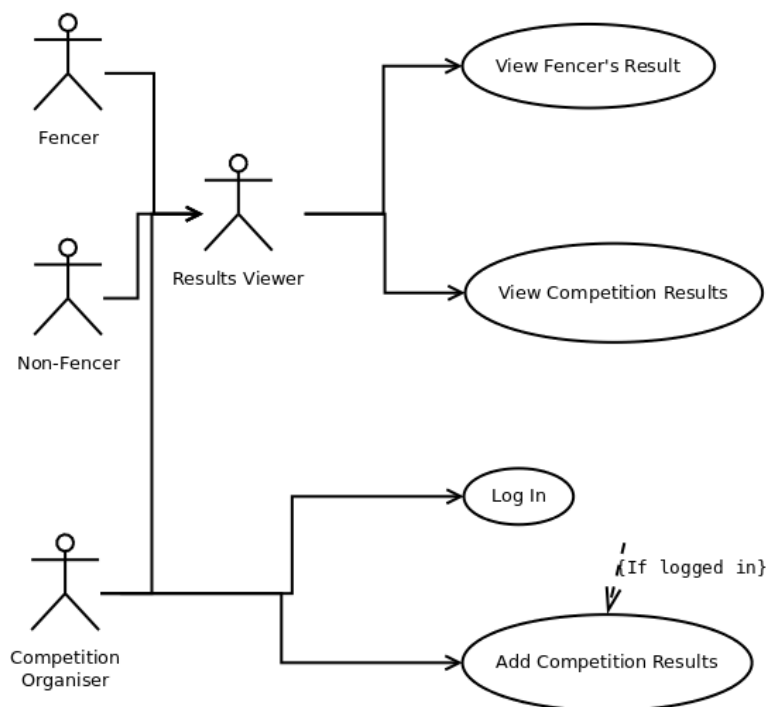 View Fencer's Result
Fencer
Results Viewer
View Competition Results
Non-Fencer
Log In
{If logged in}
Competition
Organiser
Add Competition Results